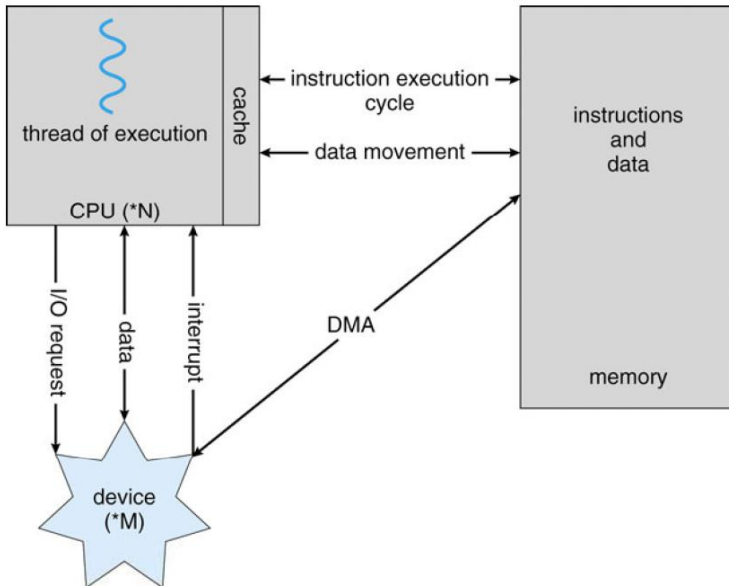 thread of execution
cache
CPU (*N)
instruction execution
cycle
data movement
instructions
and
data
memory
I/O request
data
interrupt
DMA
device
(*M)